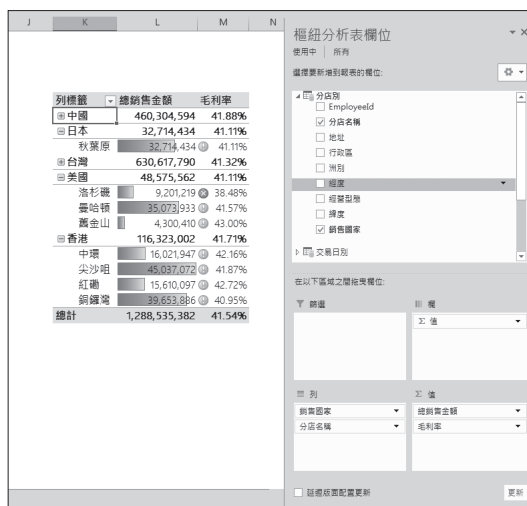 J K L M N
列標籤 總銷售金額 毛利率
中國 460,304,594 41.88%
日本 32,714,434 41.11%
秋葉原 32,714,434 41.11%
台灣 630,617,790 41.32%
美國 48,575,562 41.11%
洛杉磯 9,201,219 38.48%
曼哈頓 35,073,933 41.57%
舊金山 4,300,410 43.00%
香港 116,323,002 41.71%
中環 16,021,947 42.16%
尖沙咀 45,037,072 41.87%
紅磡 15,610,097 42.72%
銅鑼灣 39,653,886 40.95%
總計 1,288,535,382 41.54%
樞紐分析表欄位
使用中 所有
選擇要新增到報表的欄位:
分店別
EmployeeId
分店名稱
地址
行政區
洲別
經度
經營型態
緯度
銷售國家
交易日別
在以下區域之間拖曳欄位:
篩選
欄
Σ 值
列
銷售國家
分店名稱
Σ 值
總銷售金額
毛利率
延遲版面配置更新 更新